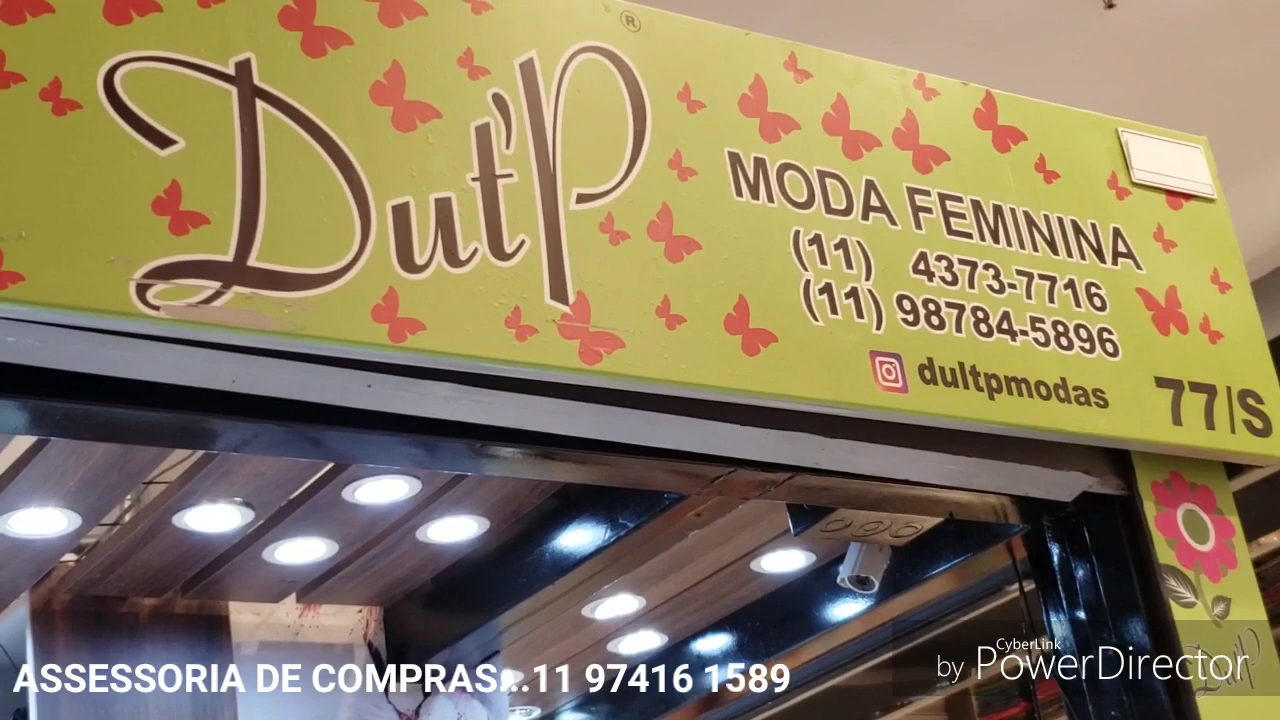 Dut'P ®
MODA FEMININA
(11) 4373-7716
(11) 98784-5896
dultpmodas
77/S
Dut'P
ASSESSORIA DE COMPRAS...11 97416 1589
by CyberLink PowerDirector